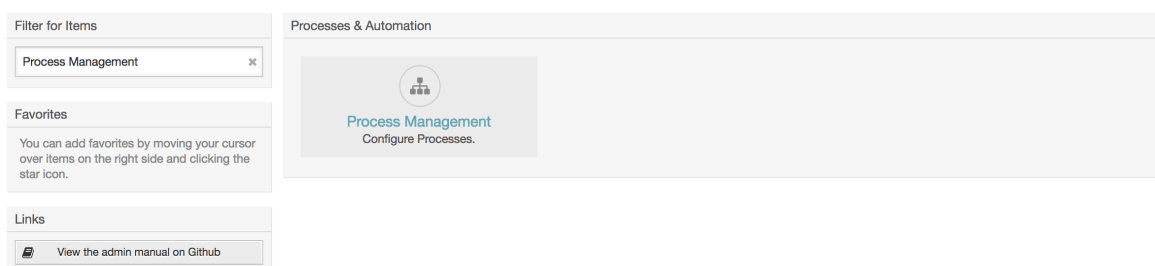 Filter for Items
Process Management
Favorites
You can add favorites by moving your cursor
over items on the right side and clicking the
star icon.
Links
View the admin manual on Github
Processes & Automation
Process Management
Configure Processes.